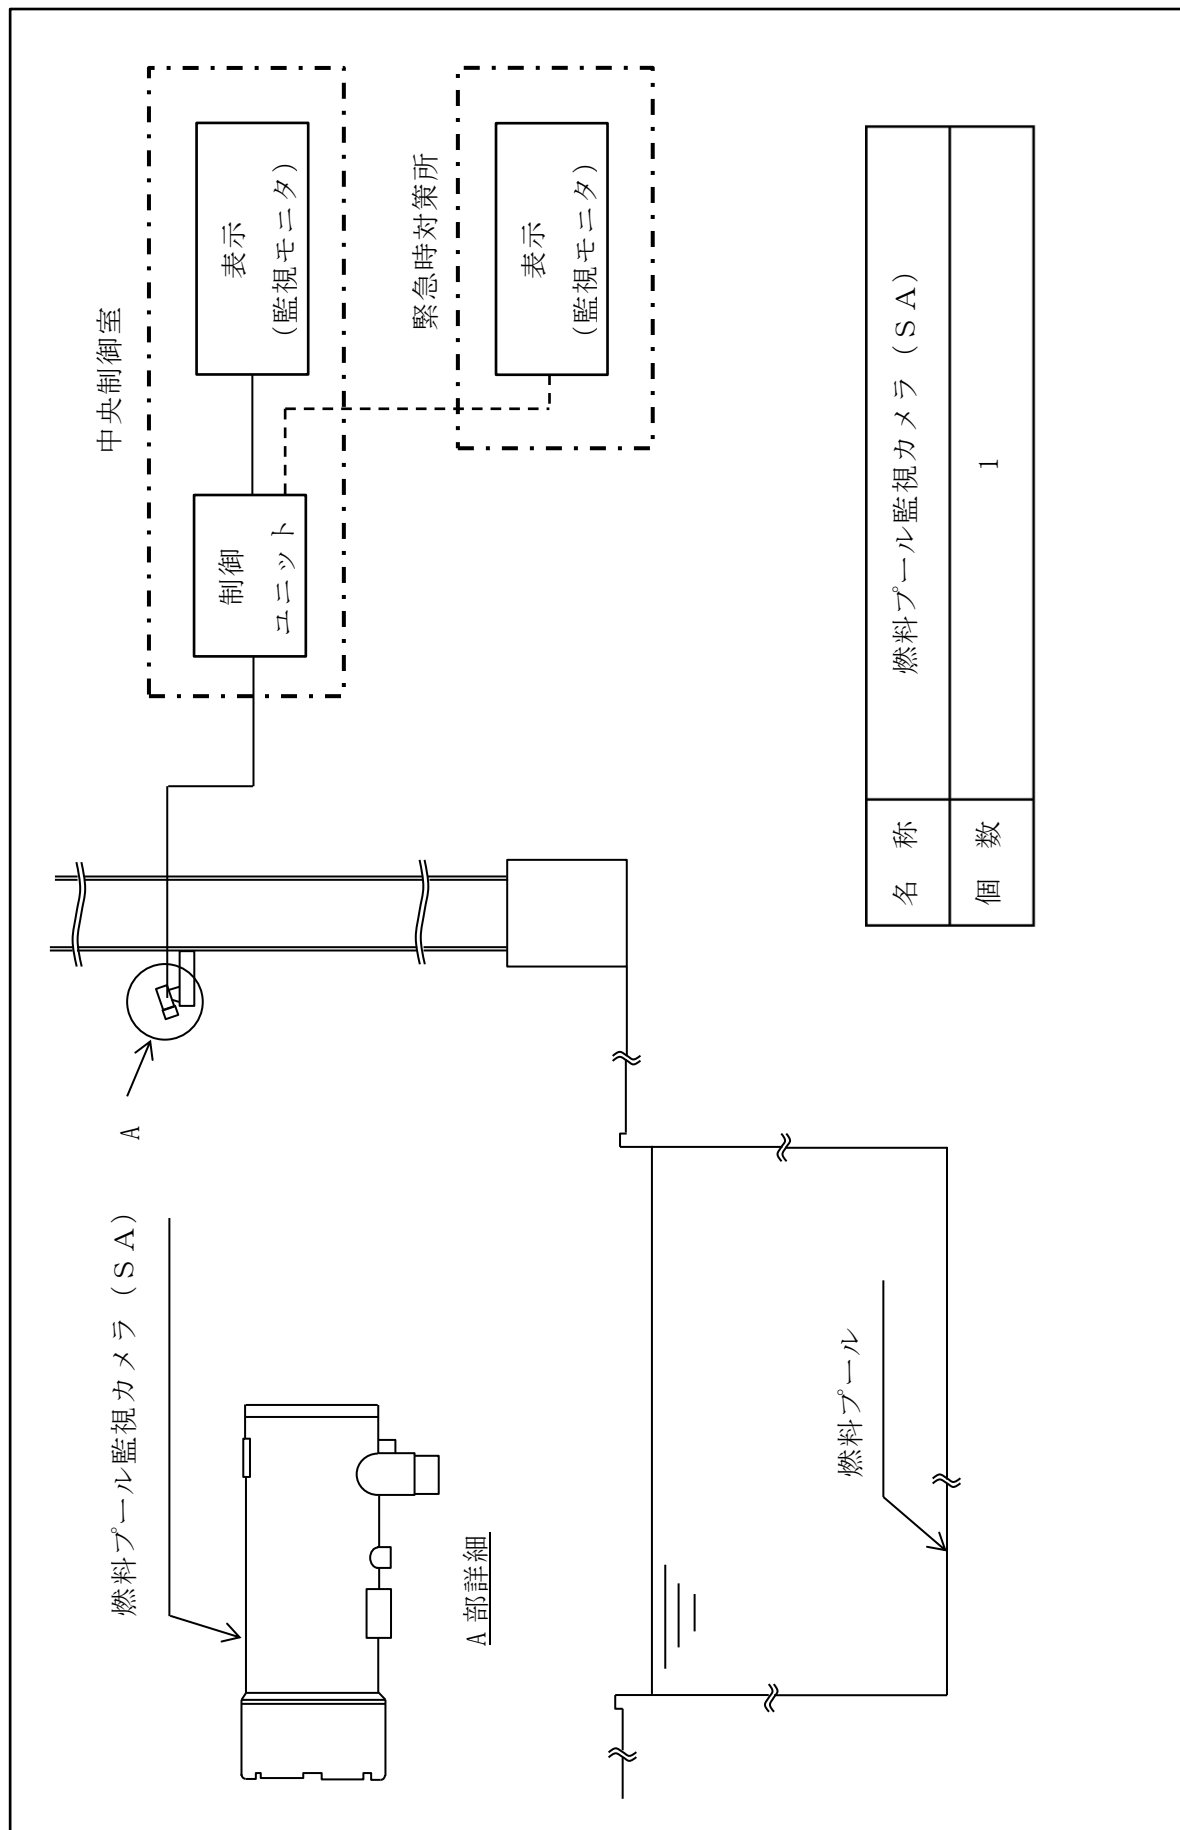 燃料プール監視カメラ（ＳＡ）
A
A部詳細
中央制御室
制御
ユニット
表示
(監視モニタ)
緊急時対策所
表示
(監視モニタ)
燃料プール
名 称 燃料プール監視カメラ（ＳＡ）
個 数 1